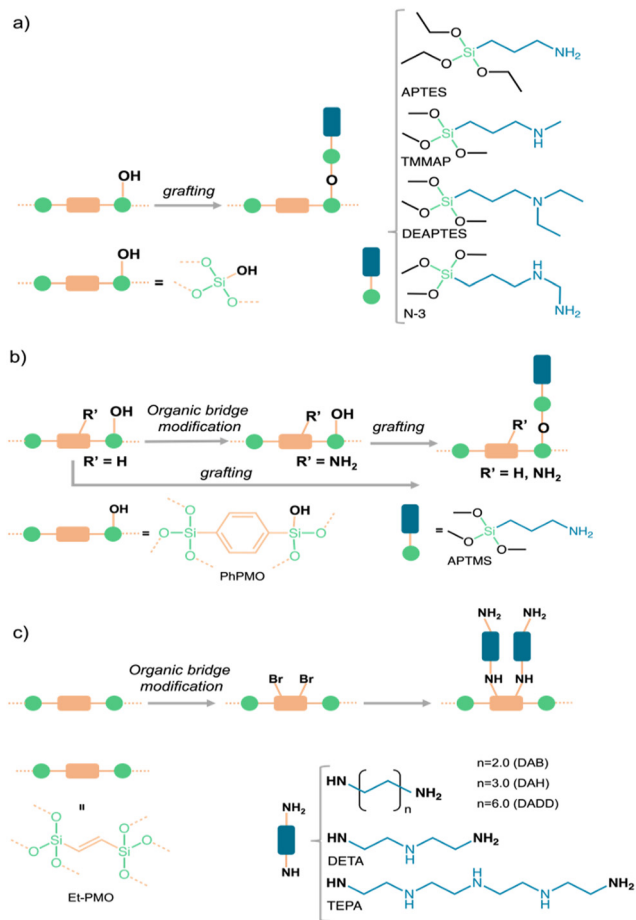 a)
O
O
Si
O
NH2
APTES
O
O
Si
O
N
H
TMMAP
O
O
Si
O
N
DEAPTES
O
O
Si
O
H
N
NH2
N-3
OH
grafting
O
OH
=
O
O
Si
OH
O
b)
R'
OH
R' = H
Organic bridge
modification
R'
OH
R' = NH2
grafting
R'
O
R' = H, NH2
grafting
OH
=
O
O
Si
O
OH
Si
O
O
PhPMO
=
O
O
Si
O
NH2
APTMS
c)
Organic bridge
modification
Br
Br
NH2
NH2
NH
NH
=
O
O
Si
O
O
Si
O
O
Et-PMO
NH2
NH
HN
NH2
n
n=2.0 (DAB)
n=3.0 (DAH)
n=6.0 (DADD)
HN
N
H
NH2
DETA
HN
N
H
H
N
N
H
NH2
TEPA